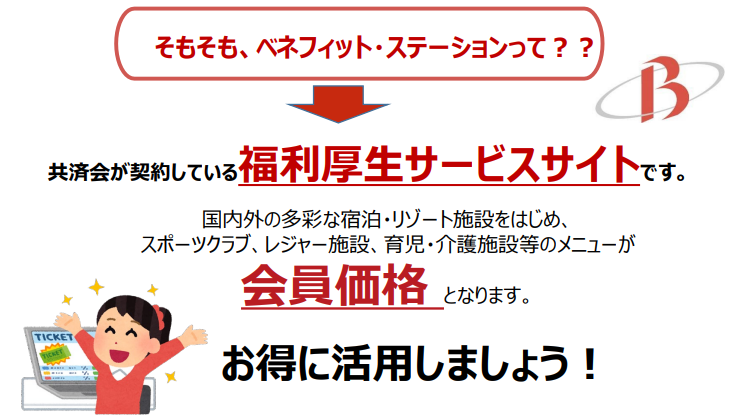 そもそも、ベネフィット・ステーションって？？
B
共済会が契約している福利厚生サービスサイトです。
国内外の多彩な宿泊・リゾート施設をはじめ、
スポーツクラブ、レジャー施設、育児・介護施設等のメニューが
会員価格 となります。
TICKET
TICKET
お得に活用しましょう！